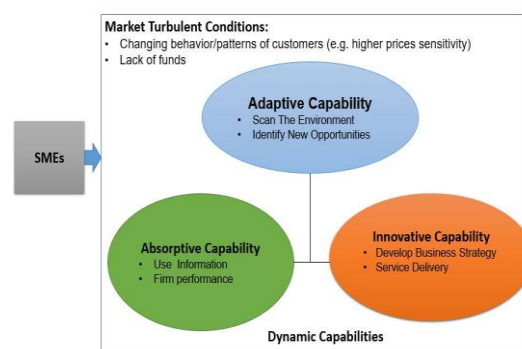 Market Turbulent Conditions:
• Changing behavior/patterns of customers (e.g. higher prices sensitivity)
• Lack of funds
Adaptive Capability
• Scan The Environment
• Identify New Opportunities
SMEs
Absorptive Capability
• Use Information
• Firm performance
Innovative Capability
• Develop Business Strategy
• Service Delivery
Dynamic Capabilities